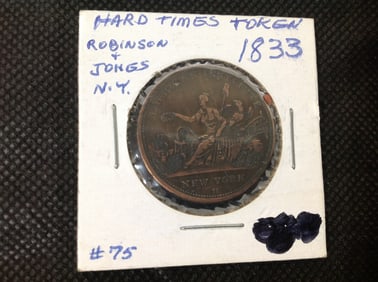 HARD TIMES TOKEN
ROBINSON 1833
+
JONES
N.Y.
NEW YORK
#75